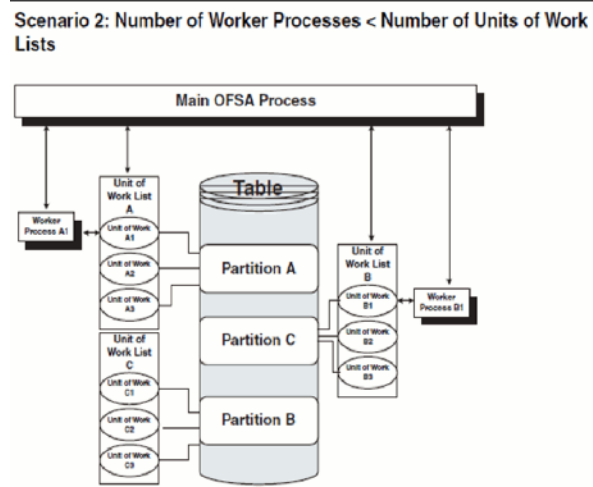 Scenario 2: Number of Worker Processes < Number of Units of Work
Lists
Main OFSA Process
Unit of
Work List
A
Table
Worker
Process A1
Unit of Work
A1
Unit of Work
A2
Unit of Work
A3
Partition A
Unit of
Work List
B
Unit of Work
B1
Worker
Process B1
Unit of Work
B2
Unit of Work
B3
Partition C
Unit of
Work List
C
Unit of Work
C1
Unit of Work
C2
Unit of Work
C3
Partition B